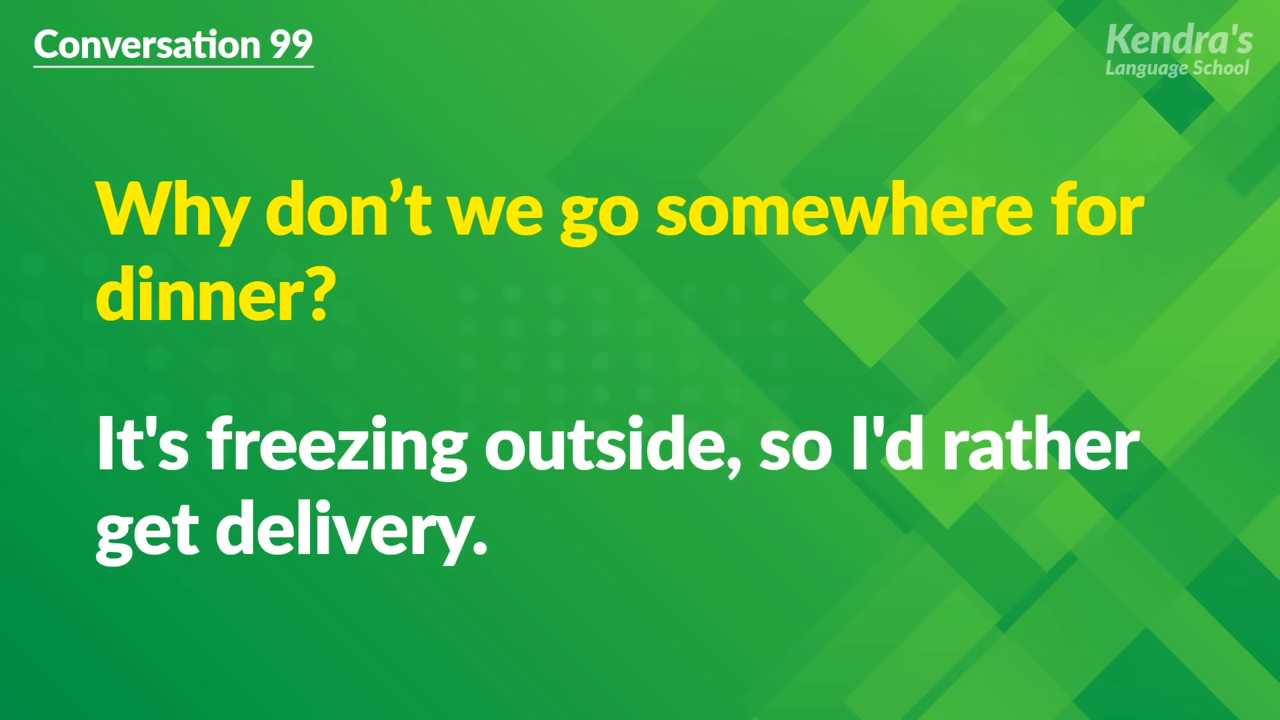 Conversation 99
Kendra's
Language School
Why don’t we go somewhere for
dinner?
It's freezing outside, so I'd rather
get delivery.